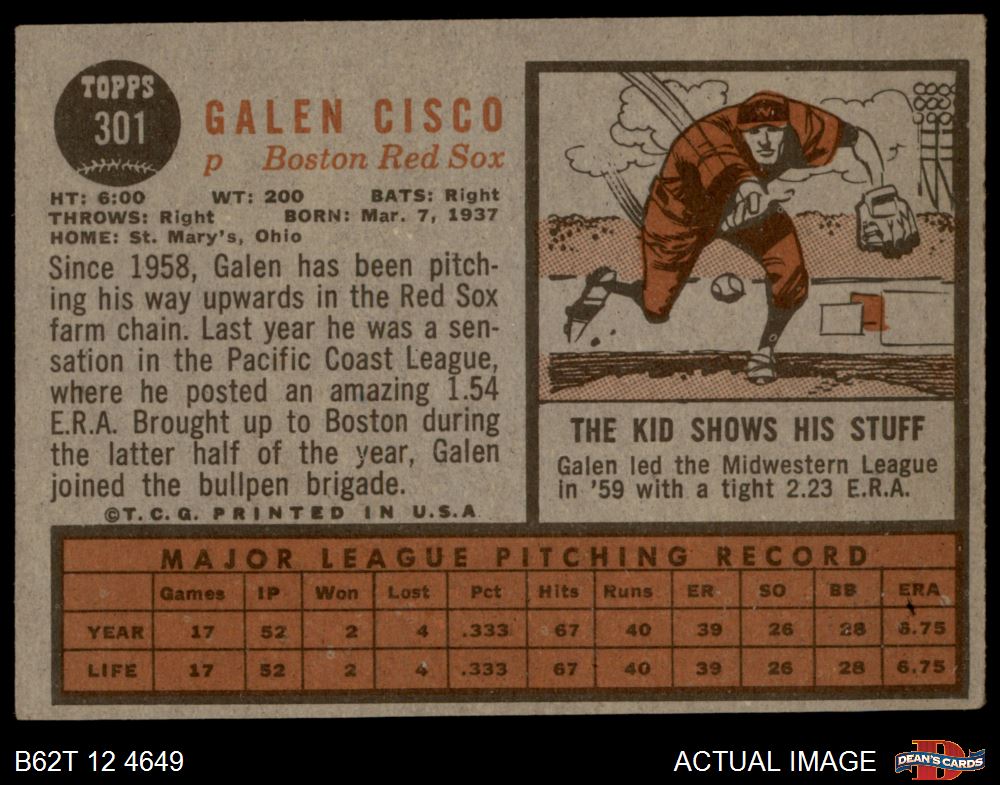 TOPPS
301
GALEN CISCO
p Boston Red Sox
HT: 6:00 WT: 200 BATS: Right
THROWS: Right BORN: Mar. 7, 1937
HOME: St. Mary's, Ohio
Since 1958, Galen has been pitch-
ing his way upwards in the Red Sox
farm chain. Last year he was a sen-
sation in the Pacific Coast League,
where he posted an amazing 1.54
E.R.A. Brought up to Boston during
the latter half of the year, Galen
joined the bullpen brigade.
©T.C.G. PRINTED IN U.S.A
THE KID SHOWS HIS STUFF
Galen led the Midwestern League
in '59 with a tight 2.23 E.R.A.
MAJOR LEAGUE PITCHING RECORD
Games IP Won Lost Pct Hits Runs ER SO BB ERA
YEAR 17 52 2 4 .333 67 40 39 26 28 6.75
LIFE 17 52 2 4 .333 67 40 39 26 28 6.75
B62T 12 4649 ACTUAL IMAGE DEAN'S CARDS